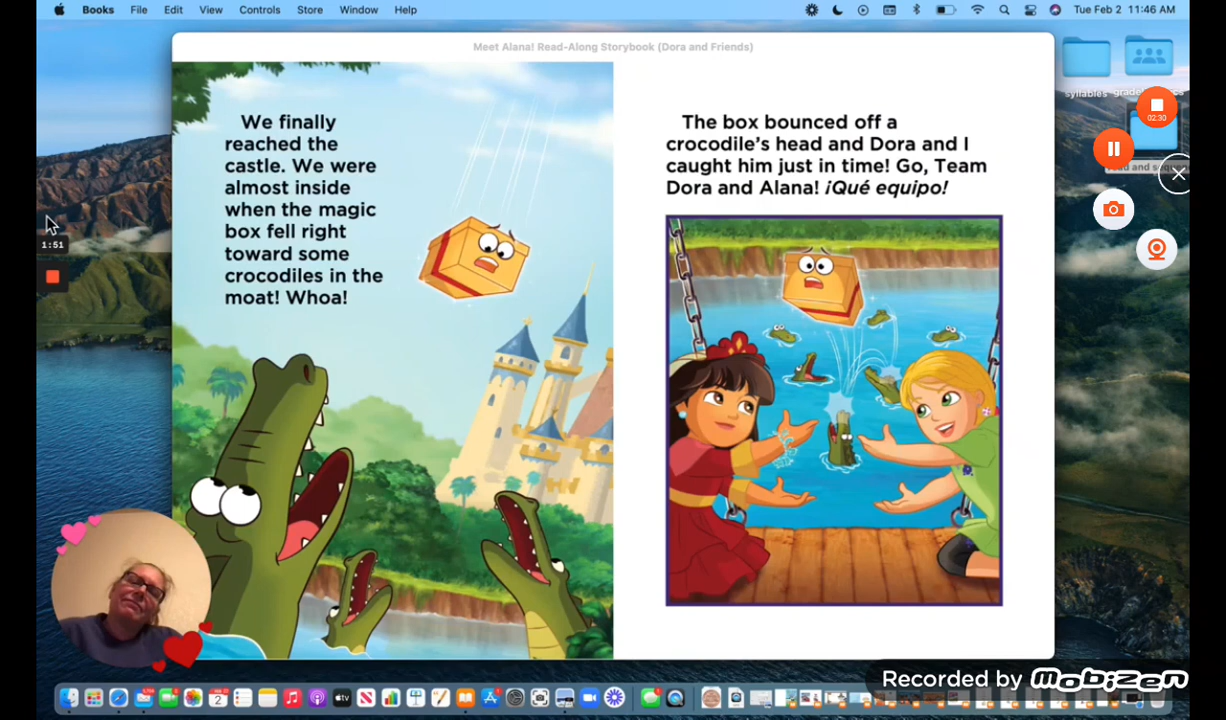 Books File Edit View Controls Store Window Help
Tue Feb 2 11:46 AM
Meet Alana! Read-Along Storybook (Dora and Friends)
syllables
02:30
1:51
We finally
reached the
castle. We were
almost inside
when the magic
box fell right
toward some
crocodiles in the
moat! Whoa!
The box bounced off a
crocodile's head and Dora and I
caught him just in time! Go, Team
Dora and Alana! ¡Qué equipo!
Recorded by mobizen